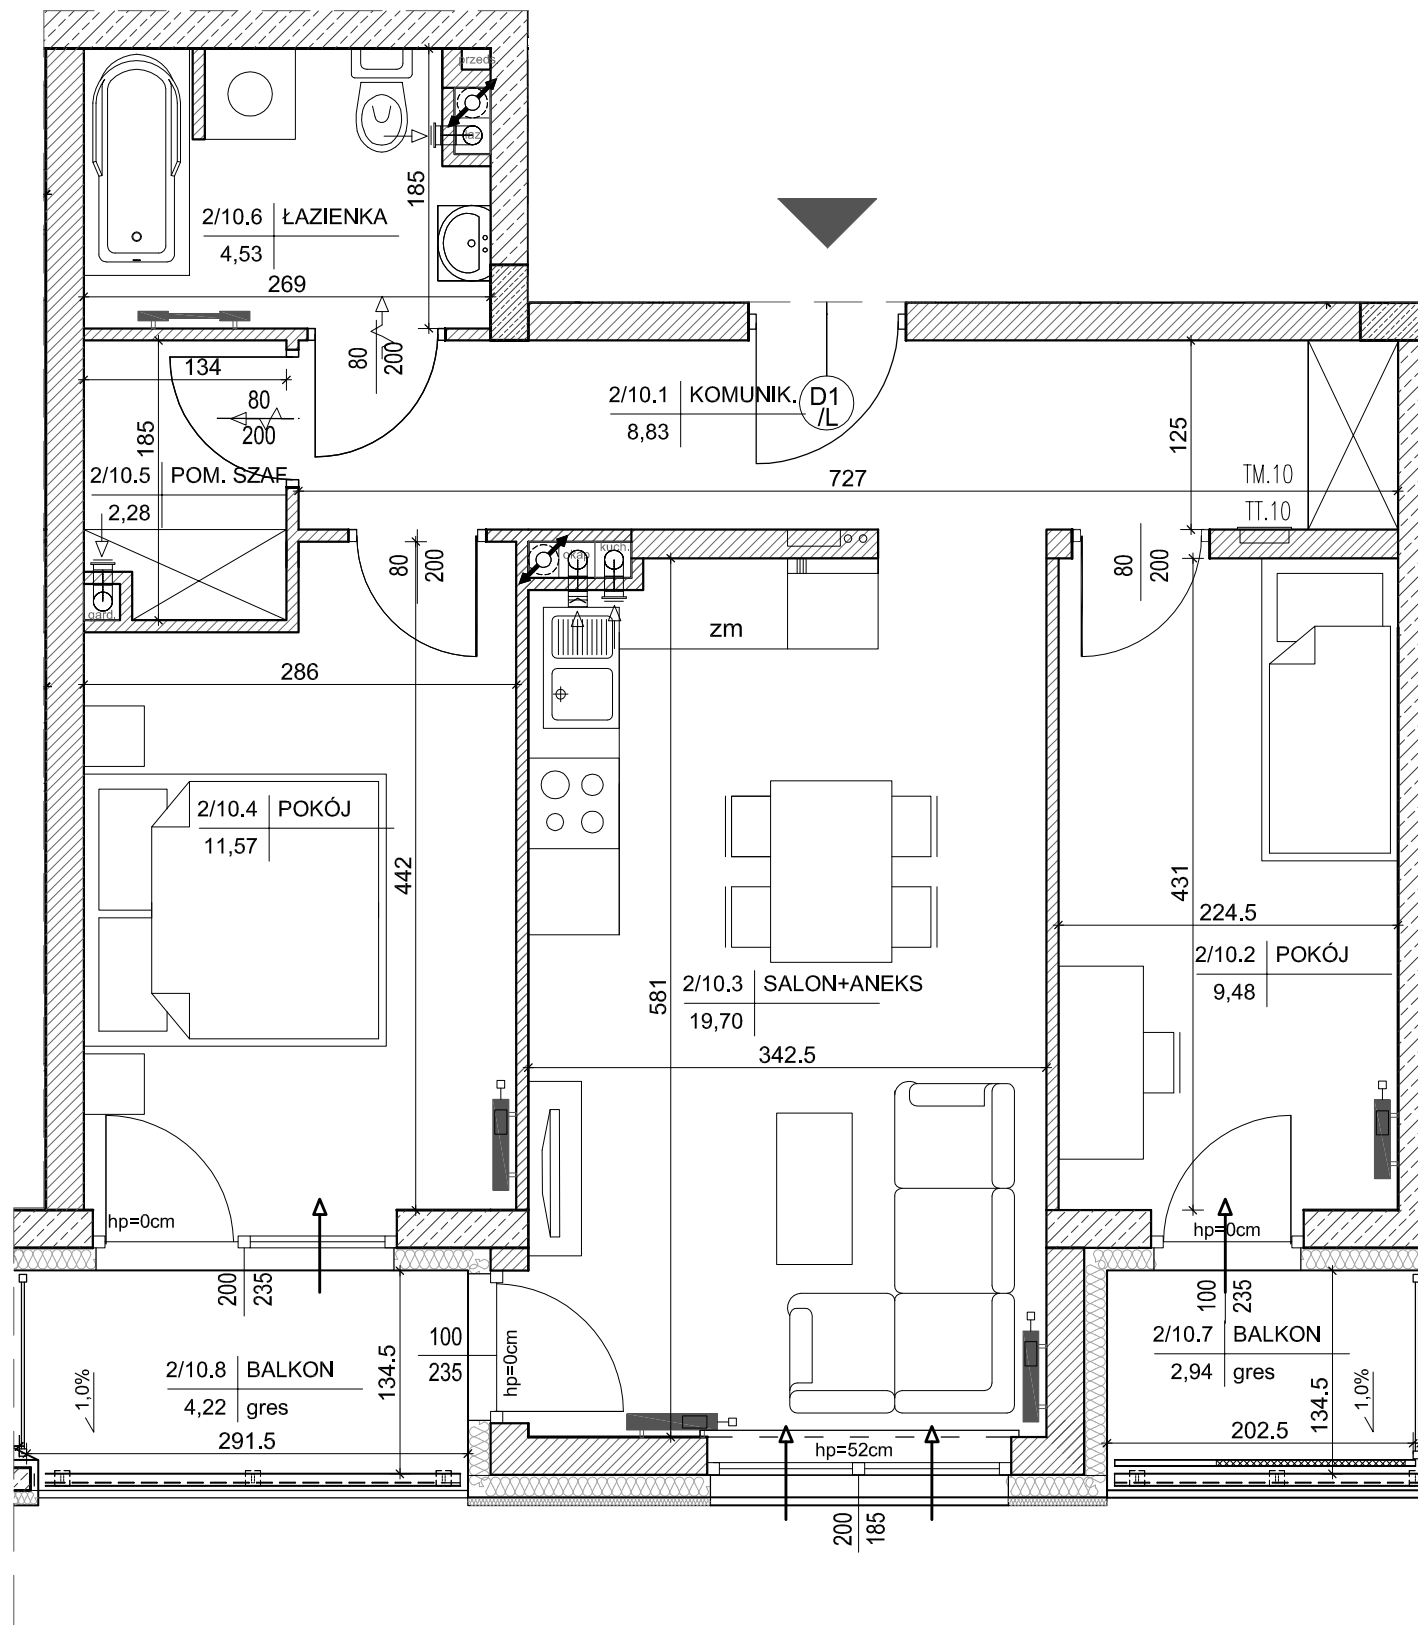 przeds.
łaz.
185
2/10.6 ŁAZIENKA
4,53
269
134
80
200
80
200
185
2/10.5 POM. SZAF
2,28
gard.
2/10.1 KOMUNIK.
8,83
D1
/L
727
125
TM.10
TT.10
80
200
okap
kuch.
80
200
zm
286
2/10.4 POKÓJ
11,57
442
581
2/10.3 SALON+ANEKS
19,70
342.5
431
224.5
2/10.2 POKÓJ
9,48
hp=0cm
200
235
100
235
hp=0cm
2/10.8 BALKON
4,22 gres
134.5
1,0%
291.5
hp=52cm
200
185
hp=0cm
100
235
2/10.7 BALKON
2,94 gres
134.5
1,0%
202.5